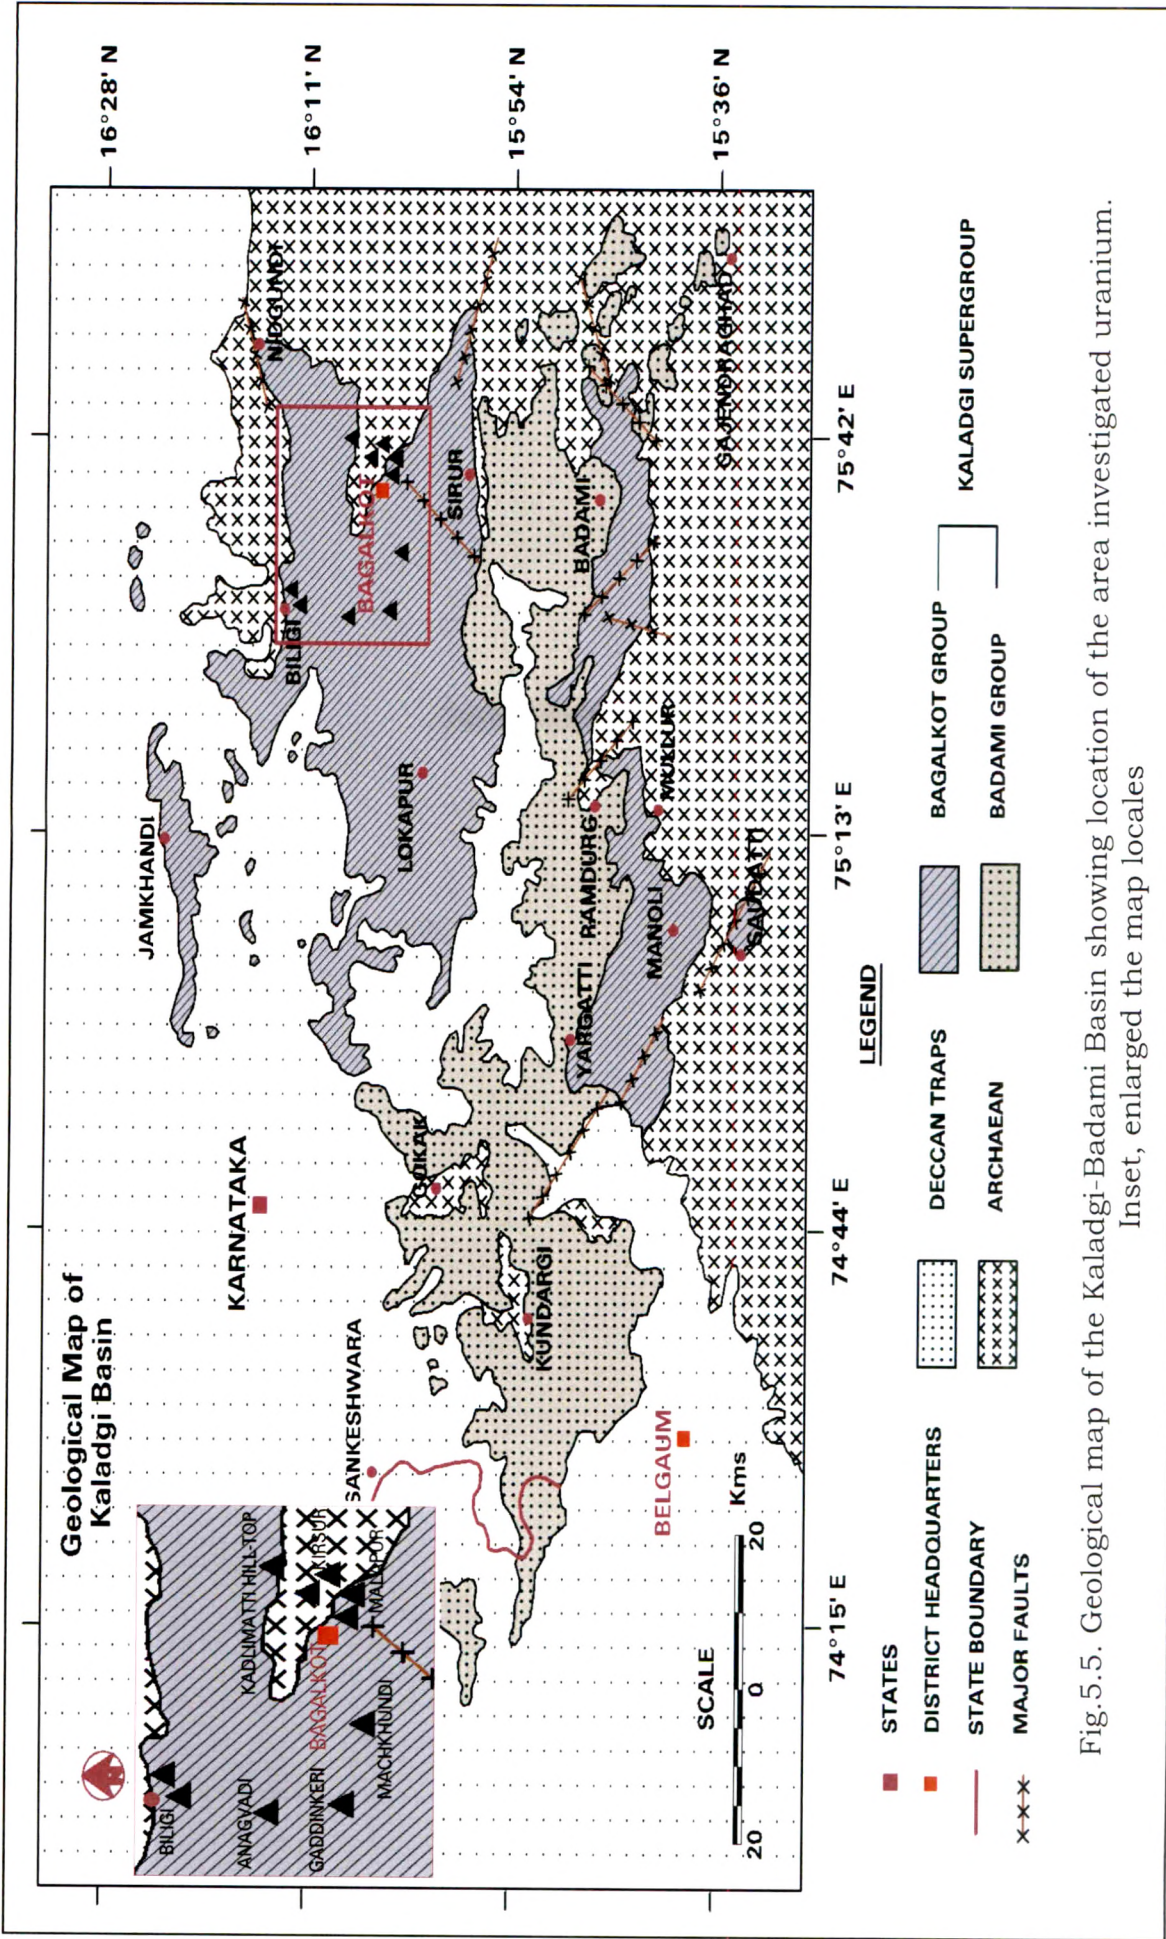 Geological Map of
Kaladgi Basin
16°28' N
16°11' N
15°54' N
15°36' N
KARNATAKA
JAMKHANDI
NIDGUNDI
BILIGI
BAGALKOT
SIRUR
LOKAPUR
BADAMI
GAJENDRAGHAD
MULLUR
RAMDURG
YARGATTI
MANOLI
SAUDATTI
GOKAK
KUNDARGI
SANKESHWARA
BELGAUM
KADLIMATTI HILL-TOP
KIRSUR
MALAPUR
BAGALKOT
BILIGI
ANAGVADI
GADDINKERI
MACHKHUNDI
SCALE
20
0
20
Kms
74°15' E
74°44' E
75°13' E
75°42' E
LEGEND
STATES
DISTRICT HEADQUARTERS
STATE BOUNDARY
MAJOR FAULTS
DECCAN TRAPS
ARCHAEAN
BAGALKOT GROUP
BADAMI GROUP
KALADGI SUPERGROUP
Fig.5.5. Geological map of the Kaladgi-Badami Basin showing location of the area investigated uranium.
Inset, enlarged the map locales